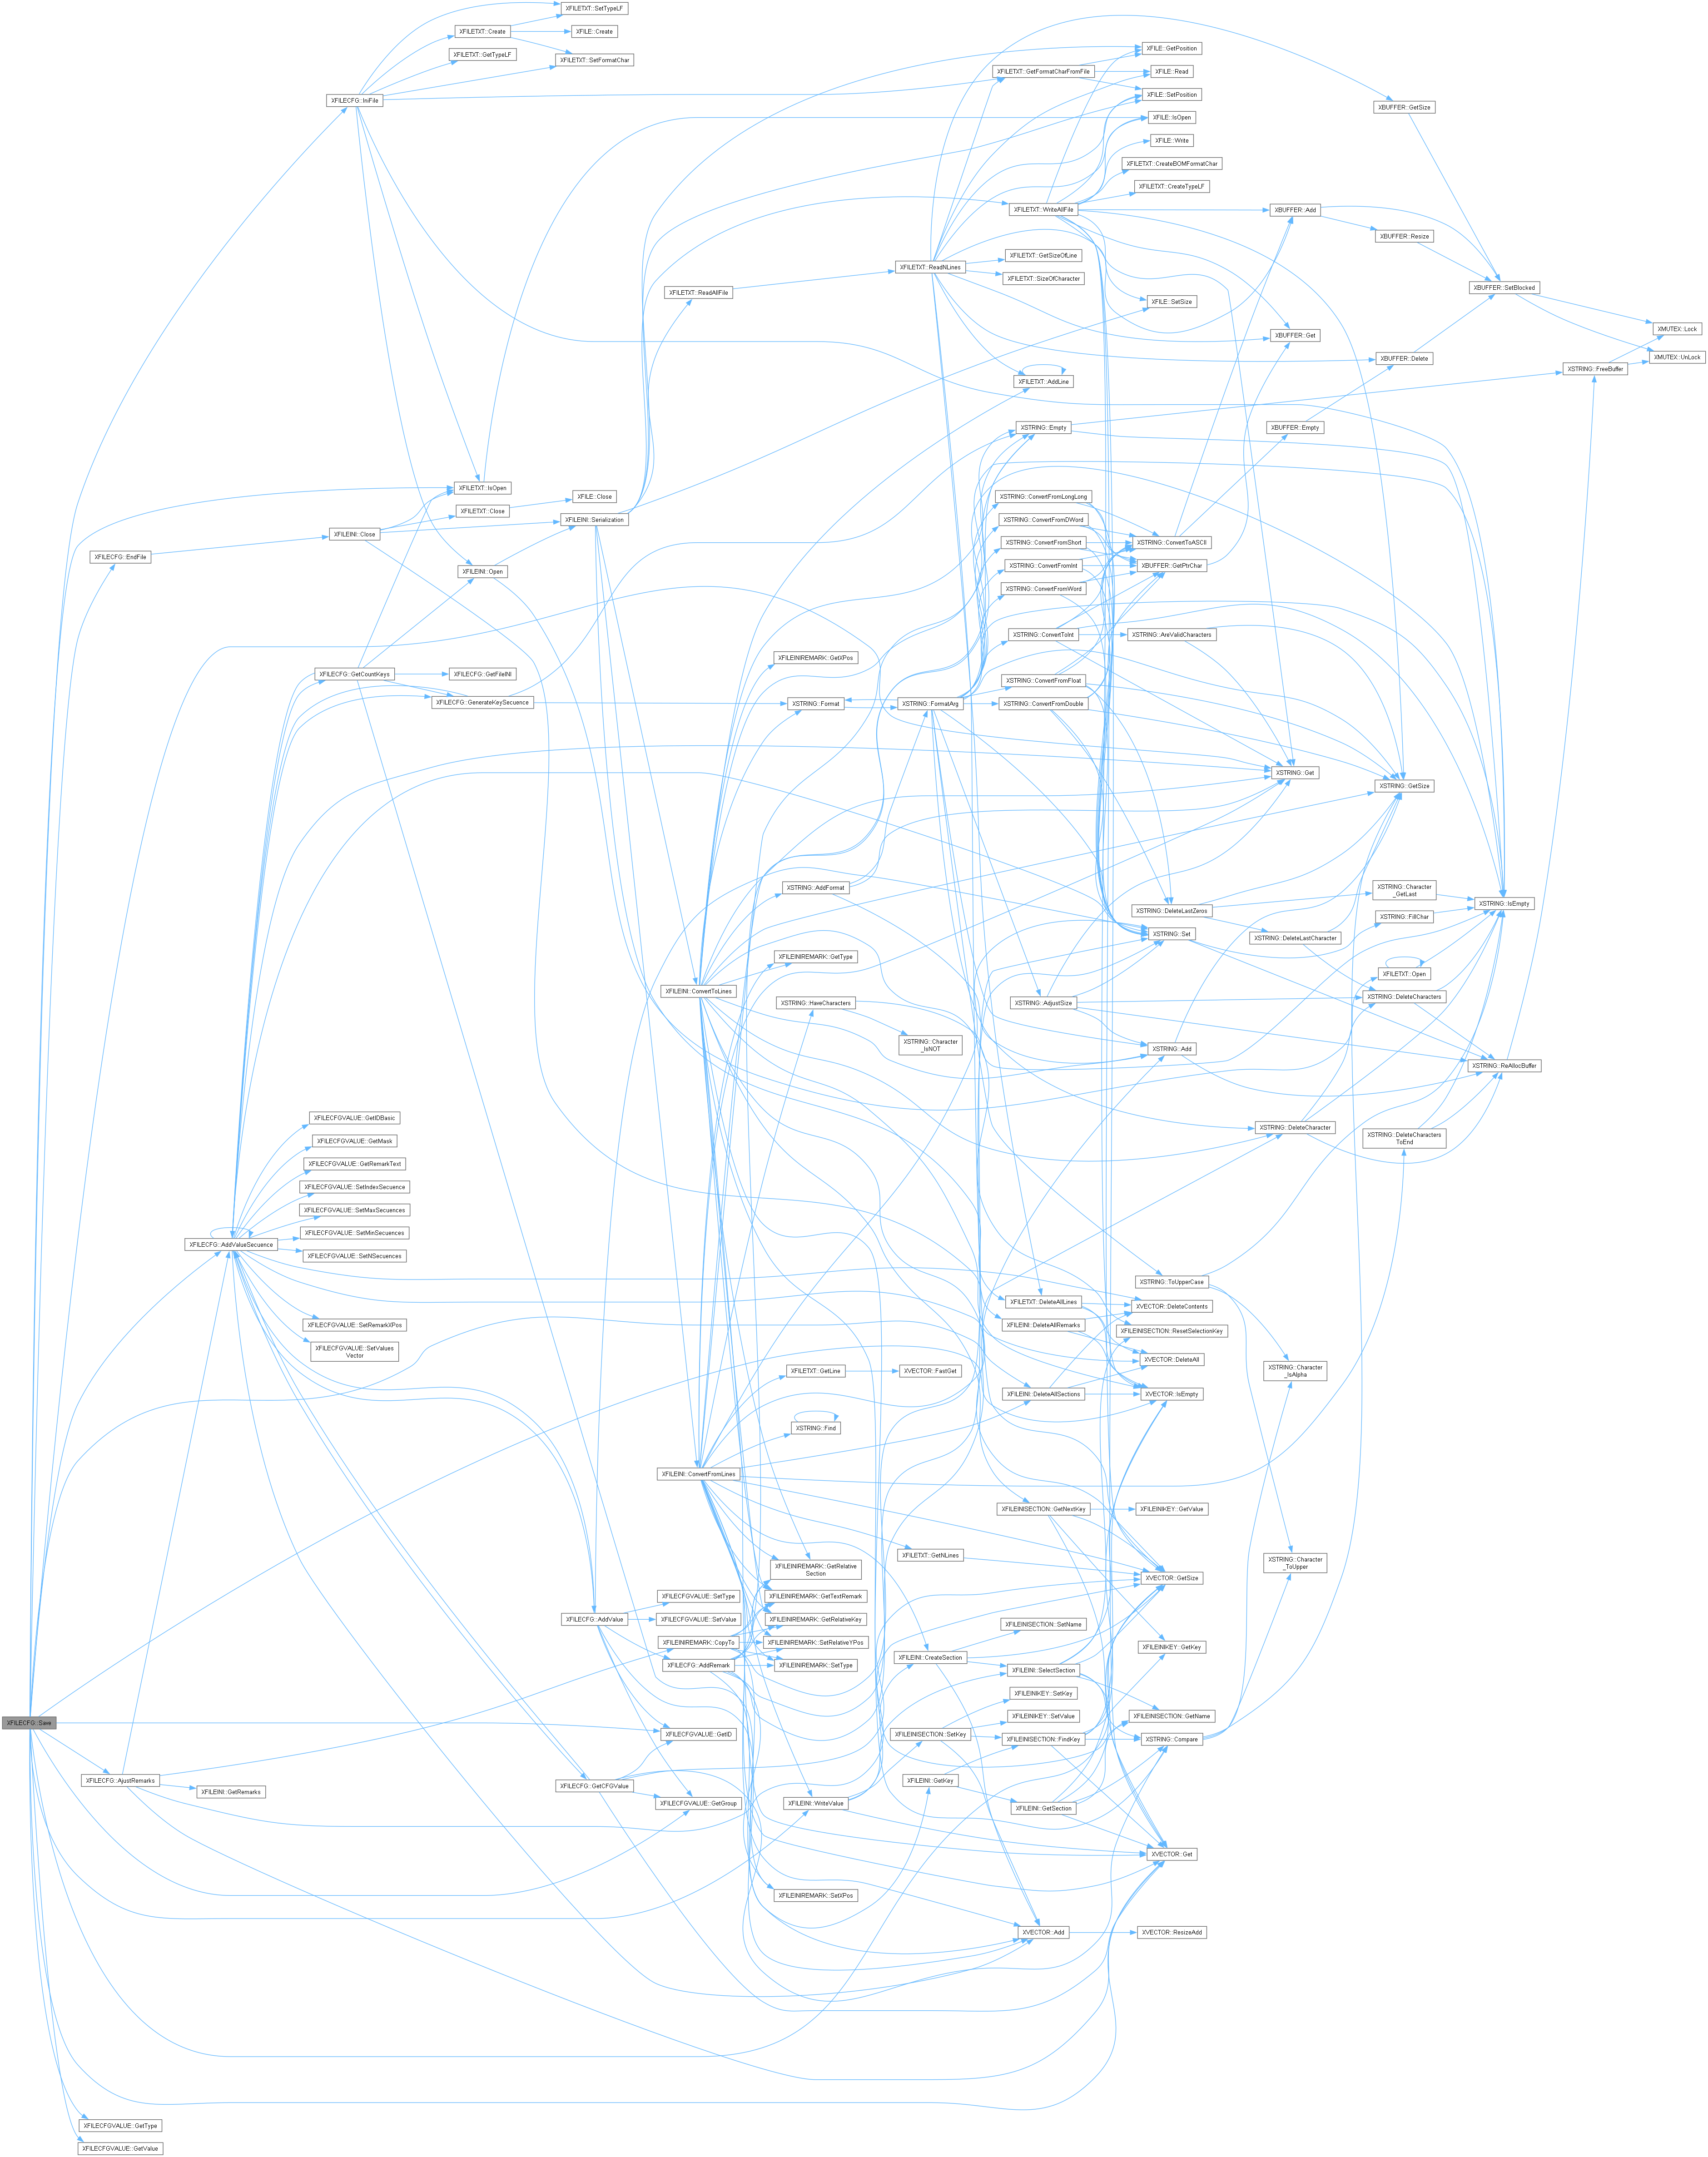 XFILETXT::SetTypeLF
XFILETXT::Create
XFILE::Create
XFILETXT::GetTypeLF
XFILETXT::SetFormatChar
XFILECFG::IniFile
XFILE::GetPosition
XFILETXT::GetFormatCharFromFile
XFILE::Read
XFILE::SetPosition
XBUFFER::GetSize
XFILE::IsOpen
XFILE::Write
XFILETXT::CreateBOMFormatChar
XFILETXT::CreateTypeLF
XFILETXT::WriteAllFile
XBUFFER::Add
XBUFFER::Resize
XFILETXT::GetSizeOfLine
XFILETXT::ReadNLines
XFILETXT::SizeOfCharacter
XBUFFER::SetBlocked
XFILETXT::ReadAllFile
XFILE::SetSize
XMUTEX::Lock
XBUFFER::Get
XMUTEX::UnLock
XBUFFER::Delete
XSTRING::FreeBuffer
XFILETXT::AddLine
XSTRING::Empty
XBUFFER::Empty
XFILETXT::IsOpen
XFILE::Close
XSTRING::ConvertFromLongLong
XFILETXT::Close
XFILEINI::Serialization
XSTRING::ConvertFromDWord
XFILEINI::Close
XSTRING::ConvertFromShort
XSTRING::ConvertToASCII
XFILECFG::EndFile
XSTRING::ConvertFromInt
XBUFFER::GetPtrChar
XFILEINI::Open
XSTRING::ConvertFromWord
XSTRING::ConvertToInt
XSTRING::AreValidCharacters
XFILEINIREMARK::GetXPos
XFILECFG::GetCountKeys
XFILECFG::GetFileINI
XSTRING::ConvertFromFloat
XFILECFG::GenerateKeySecuence
XSTRING::Format
XSTRING::FormatArg
XSTRING::ConvertFromDouble
XSTRING::Get
XSTRING::GetSize
XSTRING::AddFormat
XSTRING::Character
_GetLast
XSTRING::IsEmpty
XSTRING::DeleteLastZeros
XSTRING::FillChar
XSTRING::Set
XSTRING::DeleteLastCharacter
XFILEINIREMARK::GetType
XFILETXT::Open
XFILEINI::ConvertToLines
XSTRING::DeleteCharacters
XSTRING::HaveCharacters
XSTRING::AdjustSize
XSTRING::Character
_IsNOT
XSTRING::Add
XSTRING::ReAllocBuffer
XFILECFGVALUE::GetIDBasic
XSTRING::DeleteCharacter
XSTRING::DeleteCharacters
ToEnd
XFILECFGVALUE::GetMask
XFILECFGVALUE::GetRemarkText
XFILECFGVALUE::SetIndexSecuence
XFILECFGVALUE::SetMaxSecuences
XFILECFGVALUE::SetMinSecuences
XFILECFG::AddValueSecuence
XFILECFGVALUE::SetNSecuences
XSTRING::ToUpperCase
XFILETXT::DeleteAllLines
XVECTOR::DeleteContents
XFILECFGVALUE::SetRemarkXPos
XFILEINI::DeleteAllRemarks
XFILEINISECTION::ResetSelectionKey
XFILECFGVALUE::SetValues
Vector
XVECTOR::DeleteAll
XFILETXT::GetLine
XVECTOR::FastGet
XSTRING::Character
_IsAlpha
XFILEINI::DeleteAllSections
XVECTOR::IsEmpty
XSTRING::Find
XFILEINI::ConvertFromLines
XFILEINISECTION::GetNextKey
XFILEINIKEY::GetValue
XFILETXT::GetNLines
XSTRING::Character
_ToUpper
XFILEINIREMARK::GetRelative
Section
XVECTOR::GetSize
XFILECFGVALUE::SetType
XFILEINIREMARK::GetTextRemark
XFILECFG::AddValue
XFILECFGVALUE::SetValue
XFILEINIREMARK::GetRelativeKey
XFILEINISECTION::SetName
XFILEINIREMARK::CopyTo
XFILEINIREMARK::SetRelativeYPos
XFILEINIKEY::GetKey
XFILECFG::AddRemark
XFILEINIREMARK::SetType
XFILEINI::CreateSection
XFILEINI::SelectSection
XFILEINIKEY::SetKey
XFILEINIKEY::SetValue
XFILEINISECTION::GetName
XFILECFG::Save
XFILECFGVALUE::GetID
XFILEINISECTION::SetKey
XFILEINISECTION::FindKey
XSTRING::Compare
XFILECFG::AjustRemarks
XFILEINI::GetRemarks
XFILECFG::GetCFGValue
XFILEINI::GetKey
XFILECFGVALUE::GetGroup
XFILEINI::WriteValue
XFILEINI::GetSection
XVECTOR::Get
XFILEINIREMARK::SetXPos
XVECTOR::Add
XVECTOR::ResizeAdd
XFILECFGVALUE::GetType
XFILECFGVALUE::GetValue